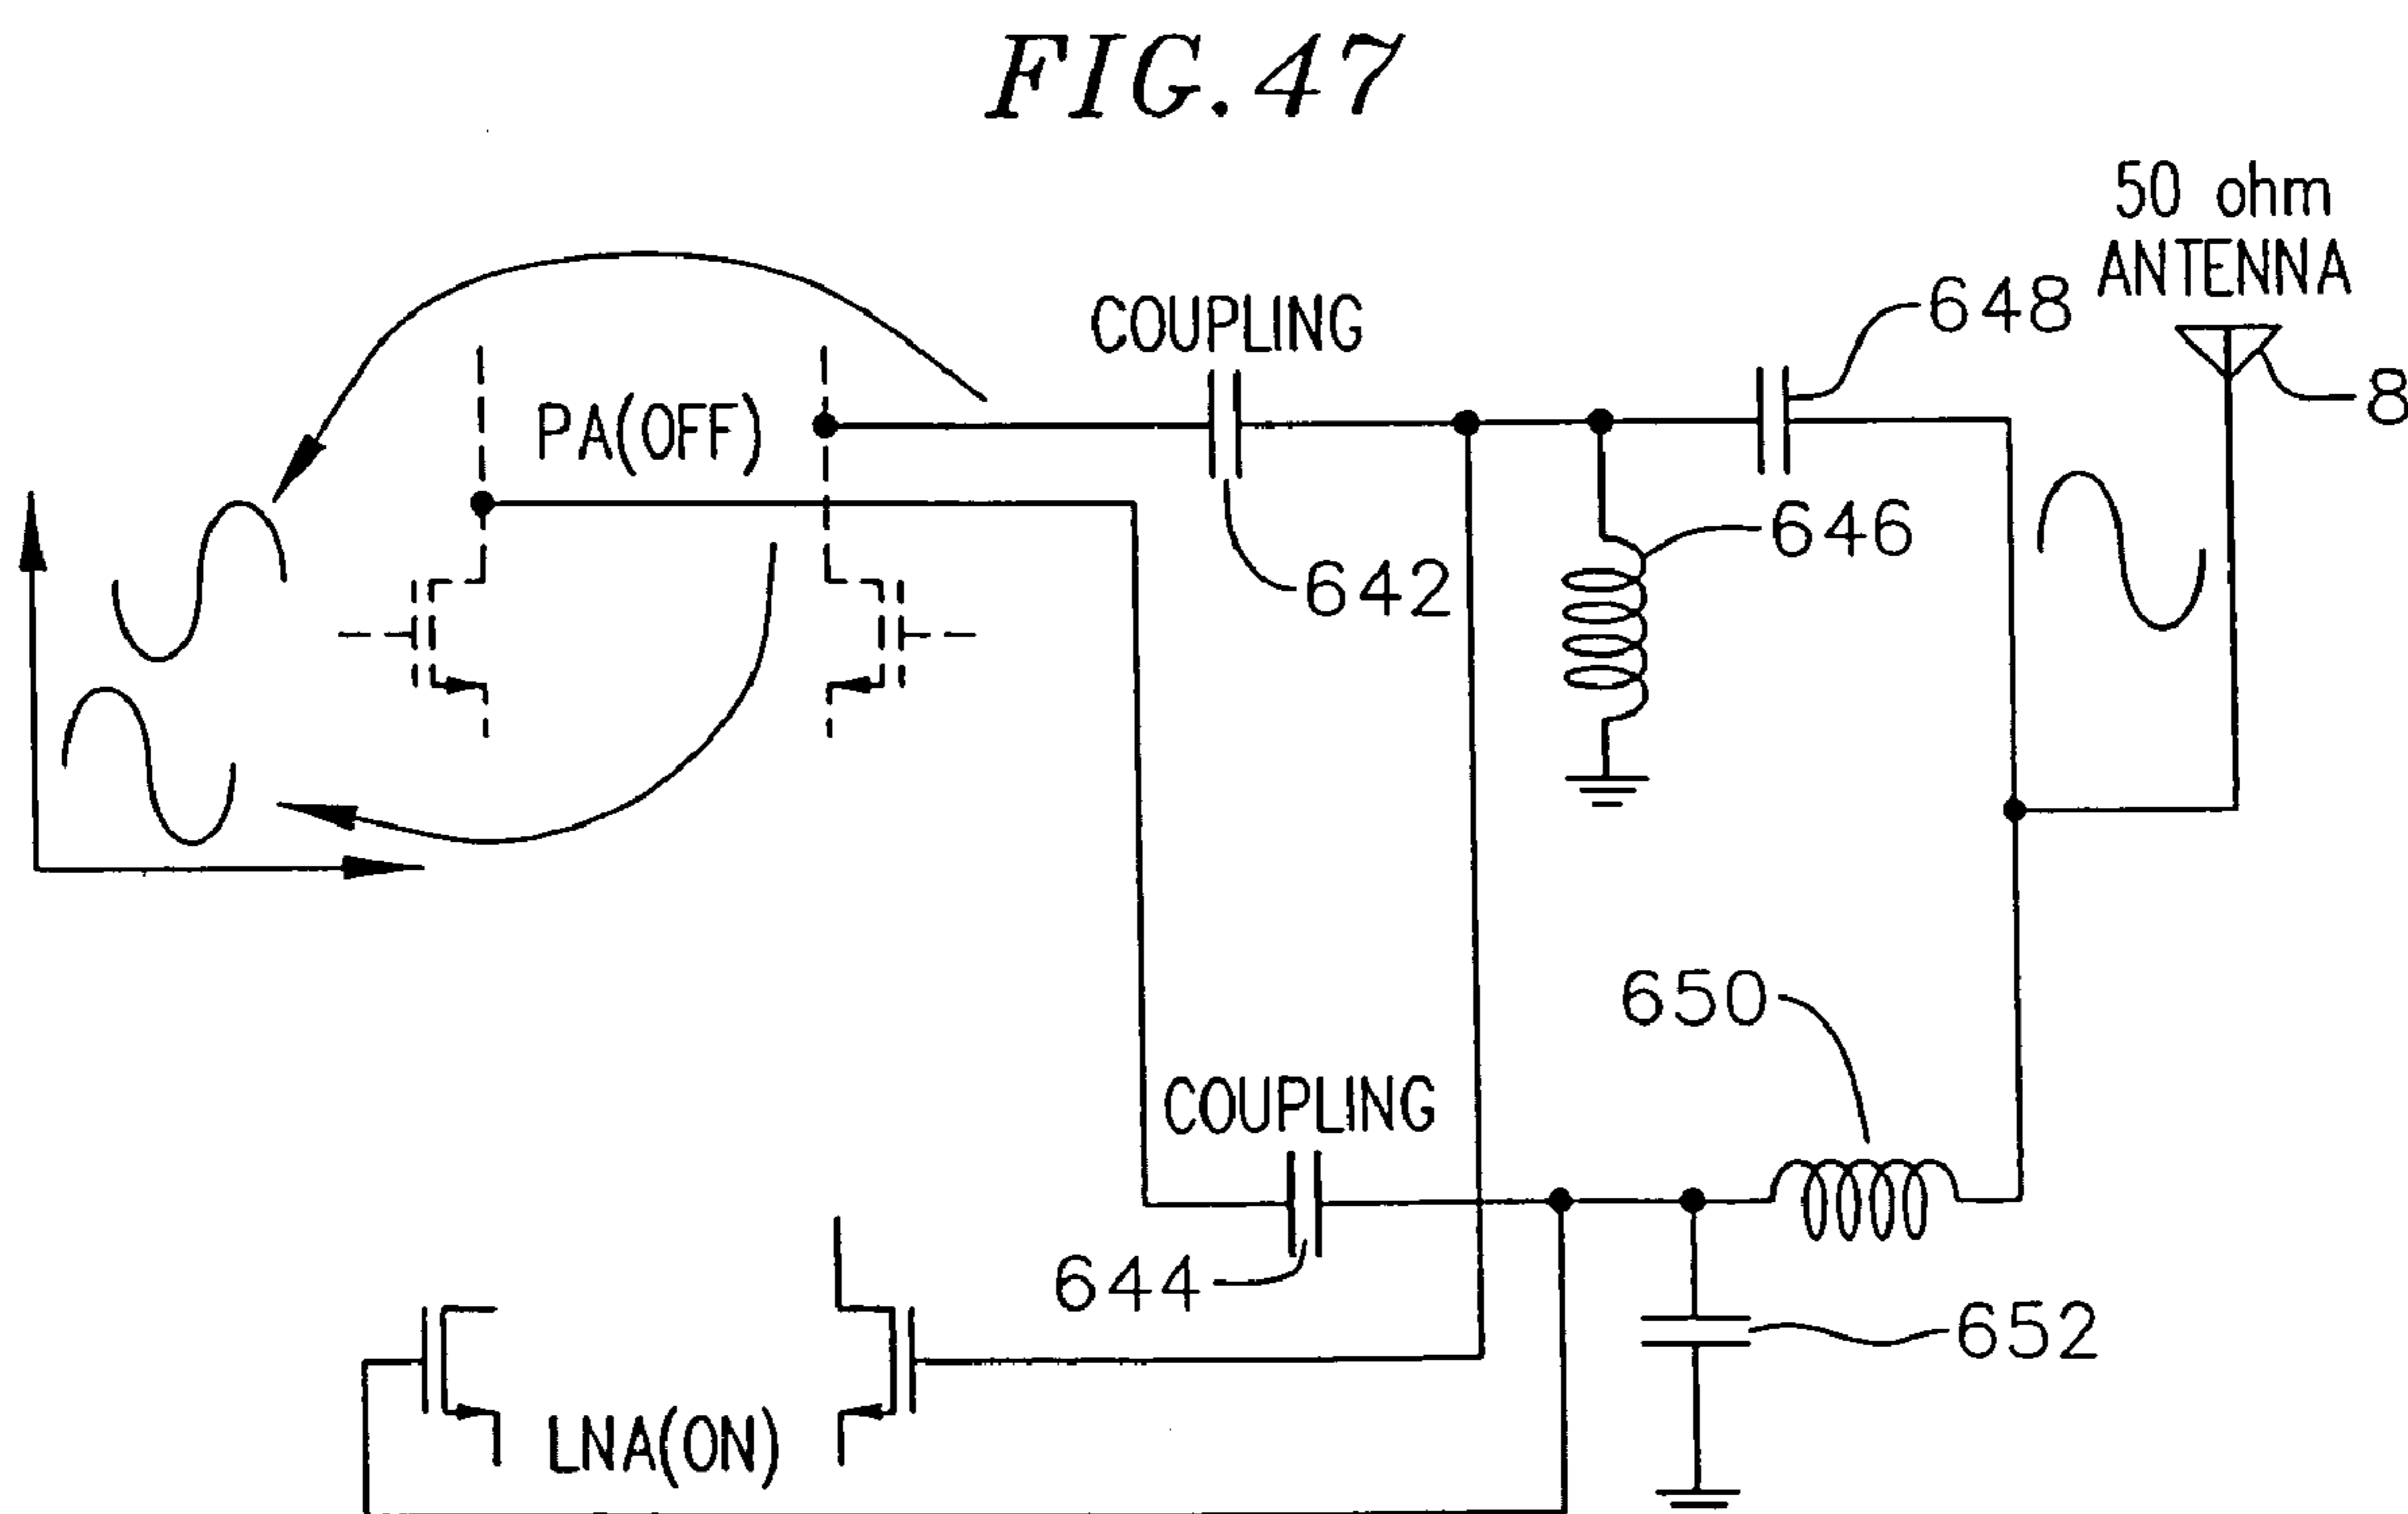 FIG.47
50 ohm
ANTENNA
648
COUPLING
8
PA(OFF)
646
642
650
COUPLING
644
652
LNA(ON)